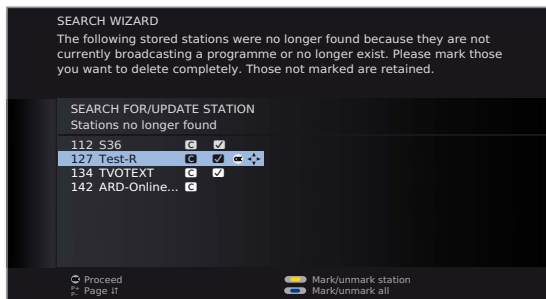 SEARCH WIZARD
The following stored stations were no longer found because they are not
currently broadcasting a programme or no longer exist. Please mark those
you want to delete completely. Those not marked are retained.
SEARCH FOR/UPDATE STATION
Stations no longer found
112 S36 C
127 Test-R C OK
134 TVOTEXT C
142 ARD-Online... C
OK Proceed
Mark/unmark station
P+ P- Page
Mark/unmark all